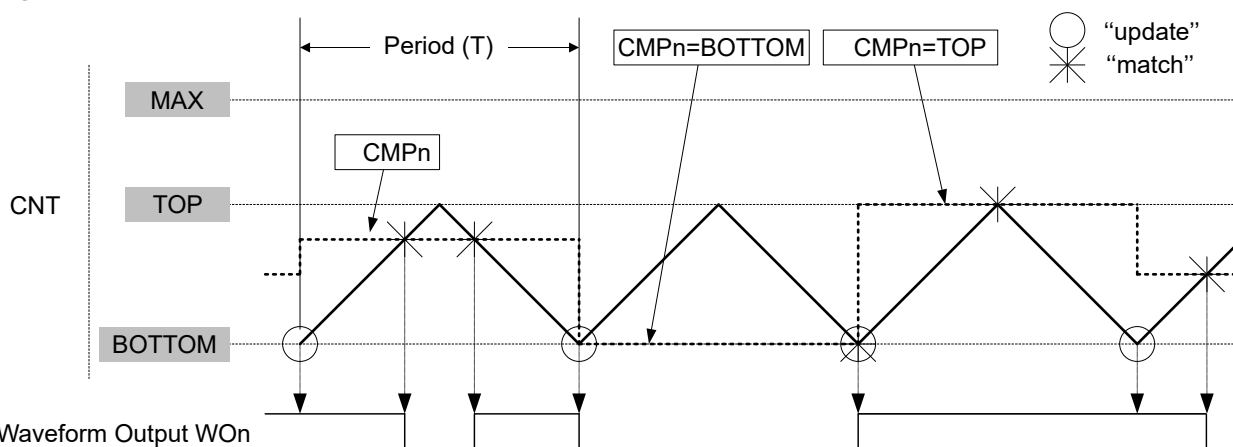 Period (T)
CMPn=BOTTOM
CMPn=TOP
“update”
“match”
MAX
CMPn
CNT
TOP
BOTTOM
Waveform Output WOn